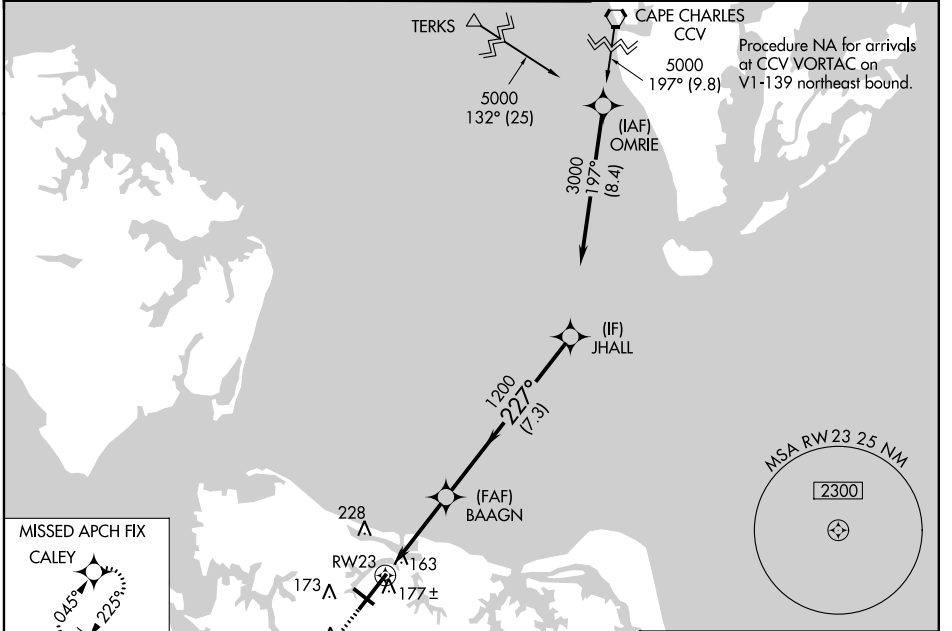 TERKS
CAPE CHARLES
CCV
Procedure NA for arrivals
at CCV VORTAC on
V1-139 northeast bound.
5000
197° (9.8)
5000
132° (25)
(IAF)
OMRIE
3000
197°
(8.4)
(IF)
JHALL
1200
227°
(7.3)
MSA RW23 25 NM
2300
(FAF)
BAAGN
228
RW23
163
173
177±
MISSED APCH FIX
CALEY
045°
225°